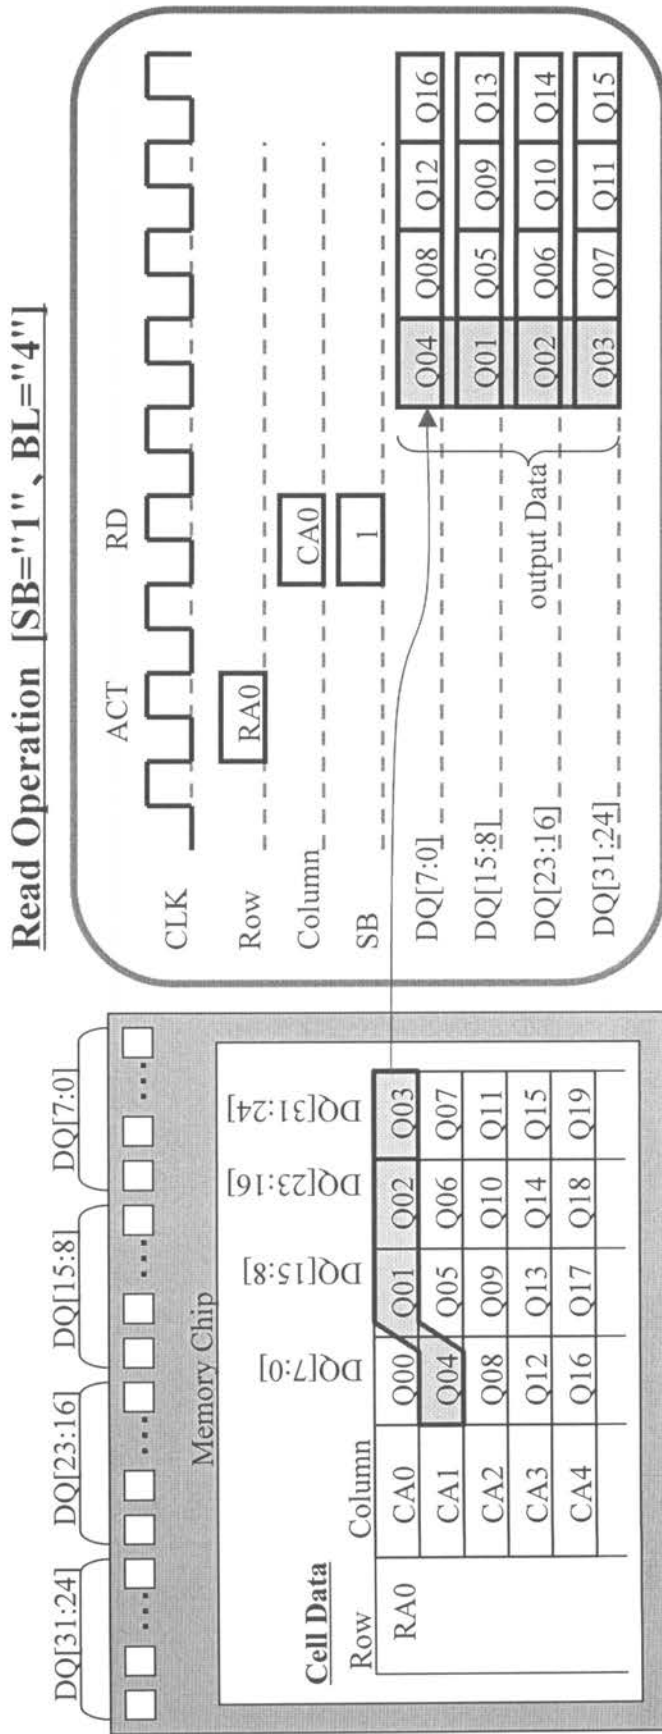 Read Operation [SB="1"、BL="4"]
DQ[31:24]
DQ[23:16]
DQ[15:8]
DQ[7:0]
Memory Chip
Cell Data
Row
Column
DQ[7:0]
DQ[15:8]
DQ[23:16]
DQ[31:24]
RA0
CA0 Q00 Q01 Q02 Q03
CA1 Q04 Q05 Q06 Q07
CA2 Q08 Q09 Q10 Q11
CA3 Q12 Q13 Q14 Q15
CA4 Q16 Q17 Q18 Q19
ACT
RD
CLK
Row RA0
Column CA0
SB 1
DQ[7:0] Q04 Q08 Q12 Q16
DQ[15:8] Q01 Q05 Q09 Q13
DQ[23:16] Q02 Q06 Q10 Q14
DQ[31:24] Q03 Q07 Q11 Q15
output Data